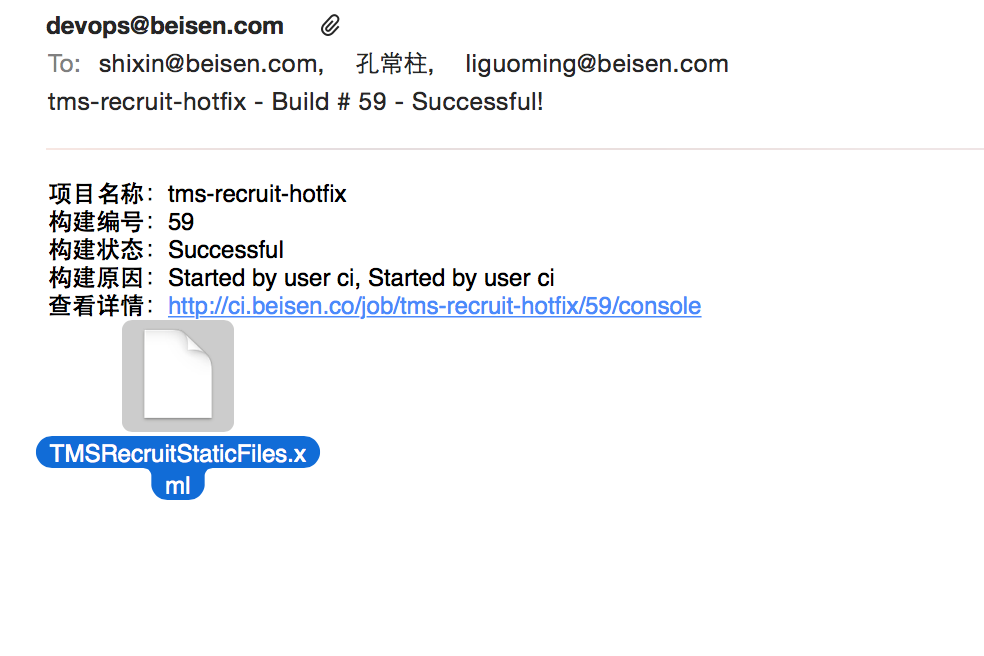 devops@beisen.com
To: shixin@beisen.com, 孔常柱, liguoming@beisen.com
tms-recruit-hotfix - Build # 59 - Successful!
项目名称：tms-recruit-hotfix
构建编号：59
构建状态：Successful
构建原因：Started by user ci, Started by user ci
查看详情：http://ci.beisen.co/job/tms-recruit-hotfix/59/console
TMSRecruitStaticFiles.x
ml